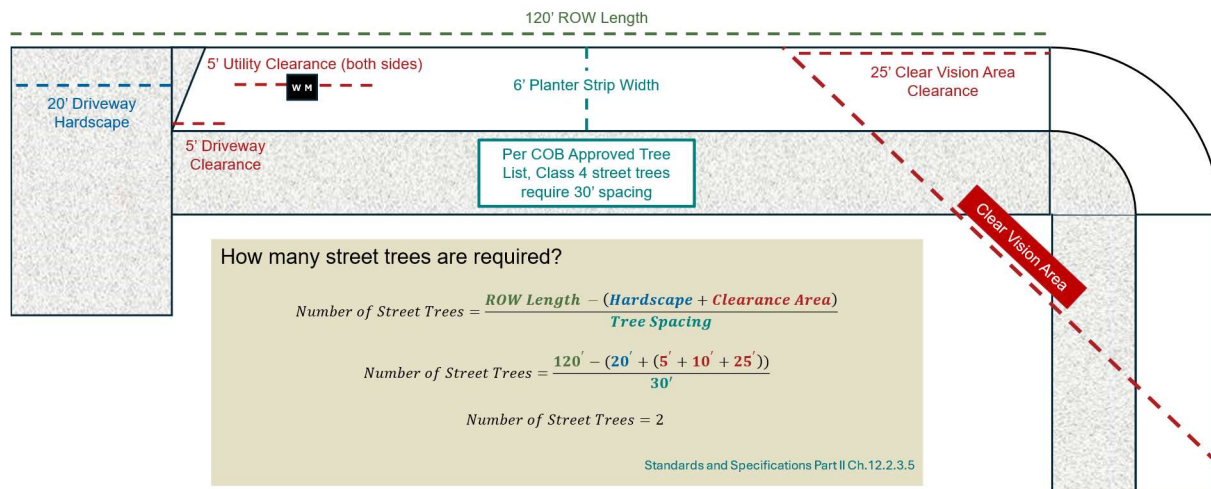 120' ROW Length
5' Utility Clearance (both sides)
W M
20' Driveway
Hardscape
5' Driveway
Clearance
6' Planter Strip Width
25' Clear Vision Area
Clearance
Per COB Approved Tree
List, Class 4 street trees
require 30' spacing
Clear Vision Area
How many street trees are required?
Number of Street Trees = ROW Length − (Hardscape + Clearance Area) / Tree Spacing
Number of Street Trees = 120′ − (20′ + (5′ + 10′ + 25′)) / 30′
Number of Street Trees = 2
Standards and Specifications Part II Ch.12.2.3.5